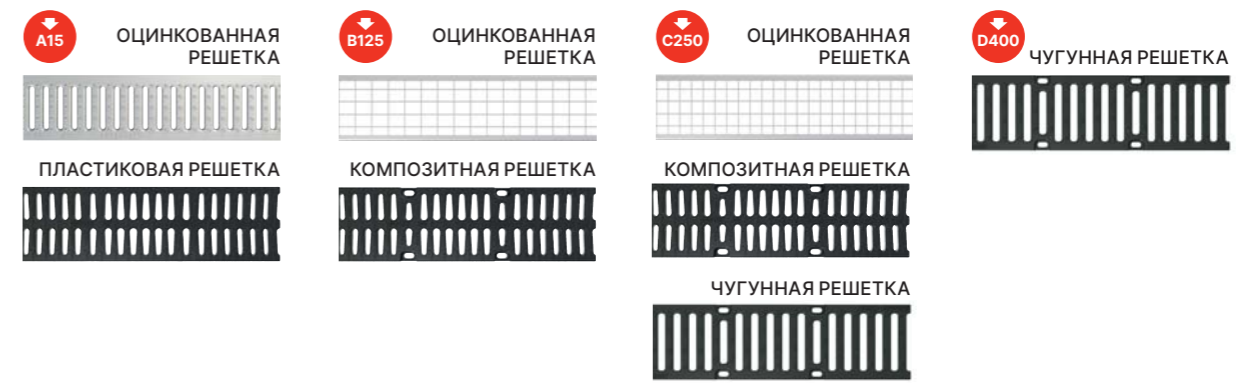 A15
ОЦИНКОВАННАЯ
РЕШЕТКА
ПЛАСТИКОВАЯ РЕШЕТКА
B125
ОЦИНКОВАННАЯ
РЕШЕТКА
КОМПОЗИТНАЯ РЕШЕТКА
C250
ОЦИНКОВАННАЯ
РЕШЕТКА
КОМПОЗИТНАЯ РЕШЕТКА
ЧУГУННАЯ РЕШЕТКА
D400
ЧУГУННАЯ РЕШЕТКА